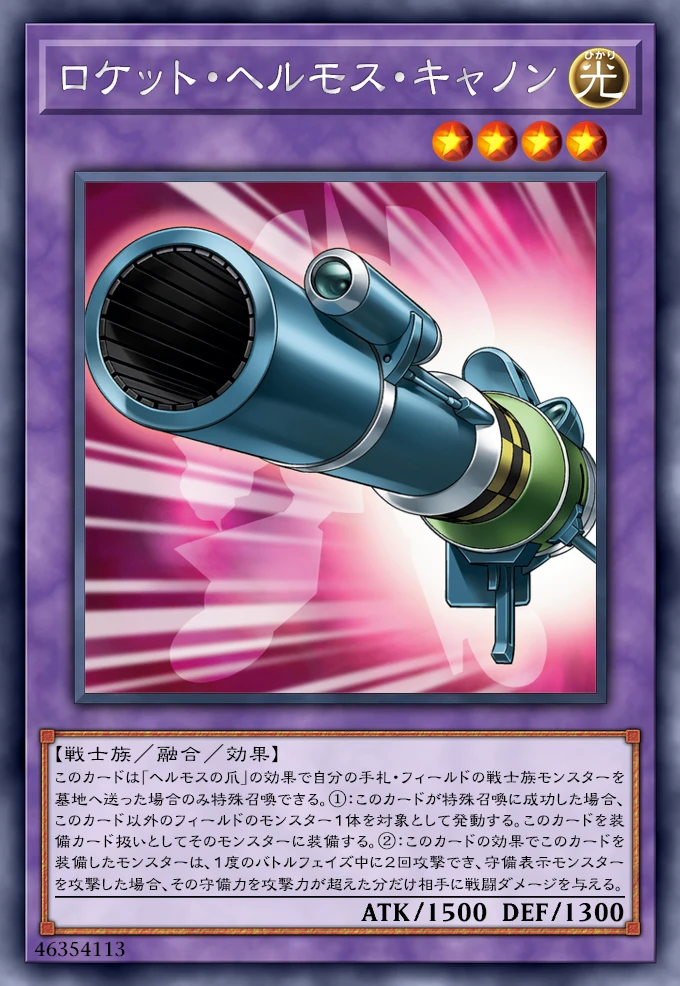 ロケット・ヘルモス・キャノン
ひかり
光
【戦士族／融合／効果】
このカードは「ヘルモスの爪」の効果で自分の手札・フィールドの戦士族モンスターを
墓地へ送った場合のみ特殊召喚できる。①：このカードが特殊召喚に成功した場合、
このカード以外のフィールドのモンスター1体を対象として発動する。このカードを装
備カード扱いとしてそのモンスターに装備する。②：このカードの効果でこのカードを
装備したモンスターは、1度のバトルフェイズ中に2回攻撃でき、守備表示モンスター
を攻撃した場合、その守備力を攻撃力が超えた分だけ相手に戦闘ダメージを与える。
ATK/1500 DEF/1300
46354113